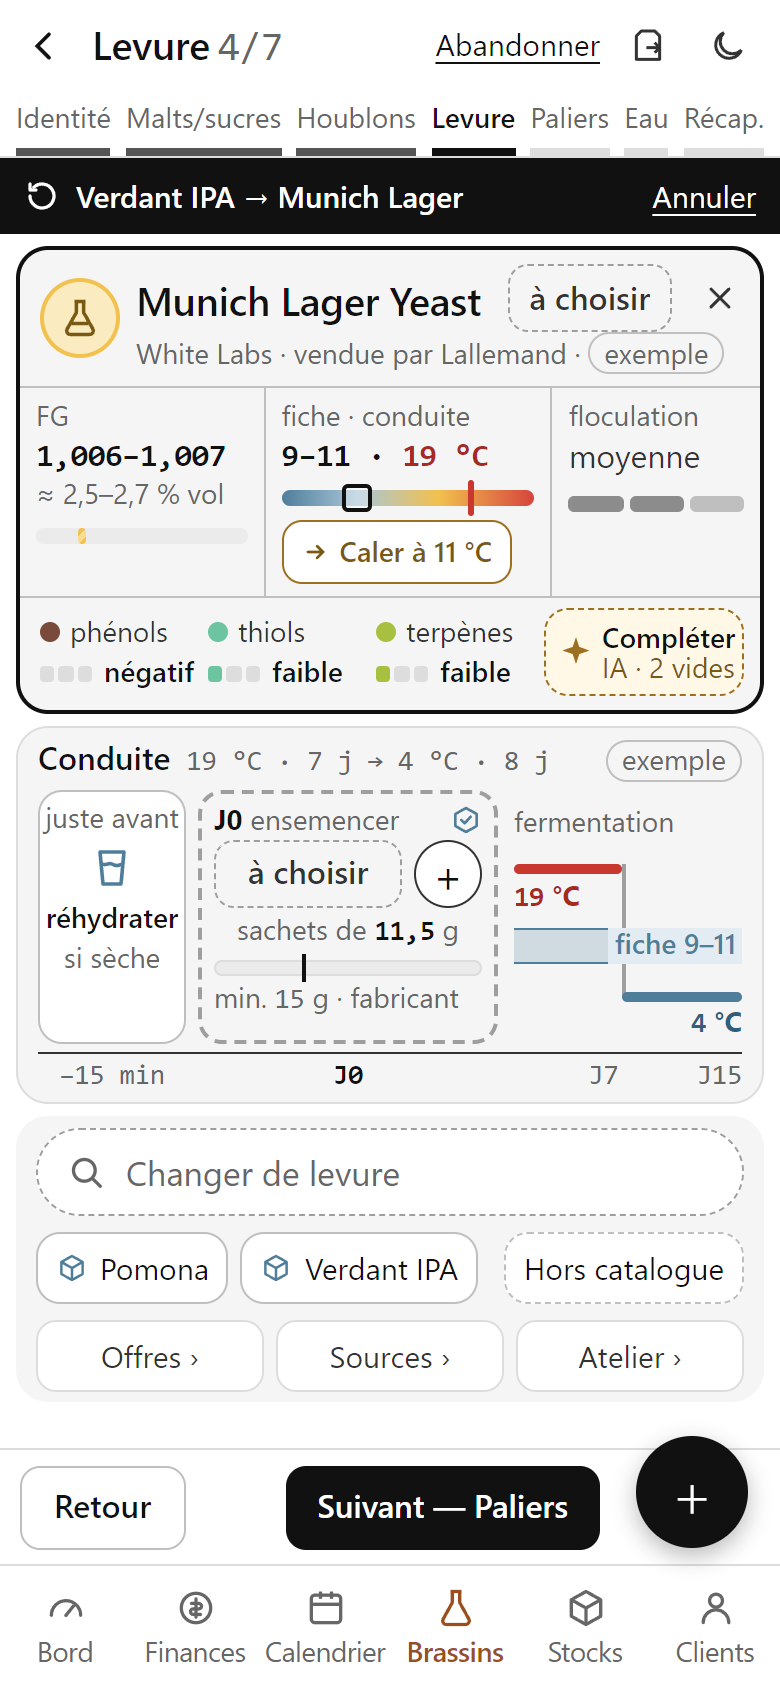 Levure 4/7 Abandonner
Identité Malts/sucres Houblons Levure Paliers Eau Récap.
Verdant IPA → Munich Lager Annuler
Munich Lager Yeast à choisir
White Labs · vendue par Lallemand · exemple
FG fiche · conduite floculation
1,006–1,007 9–11 · 19 °C moyenne
≈ 2,5–2,7 % vol
→ Caler à 11 °C
phénols thiols terpènes Compléter
négatif faible faible IA · 2 vides
Conduite 19 °C · 7 j → 4 °C · 8 j exemple
juste avant J0 ensemencer fermentation
à choisir +
19 °C
réhydrater sachets de 11,5 g fiche 9–11
si sèche
min. 15 g · fabricant
4 °C
−15 min J0 J7 J15
Changer de levure
Pomona Verdant IPA Hors catalogue
Offres › Sources › Atelier ›
Retour Suivant — Paliers +
Bord Finances Calendrier Brassins Stocks Clients